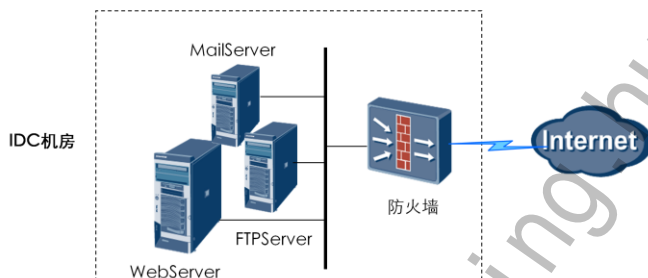 MailServer
IDC机房
Internet
防火墙
FTPServer
WebServer